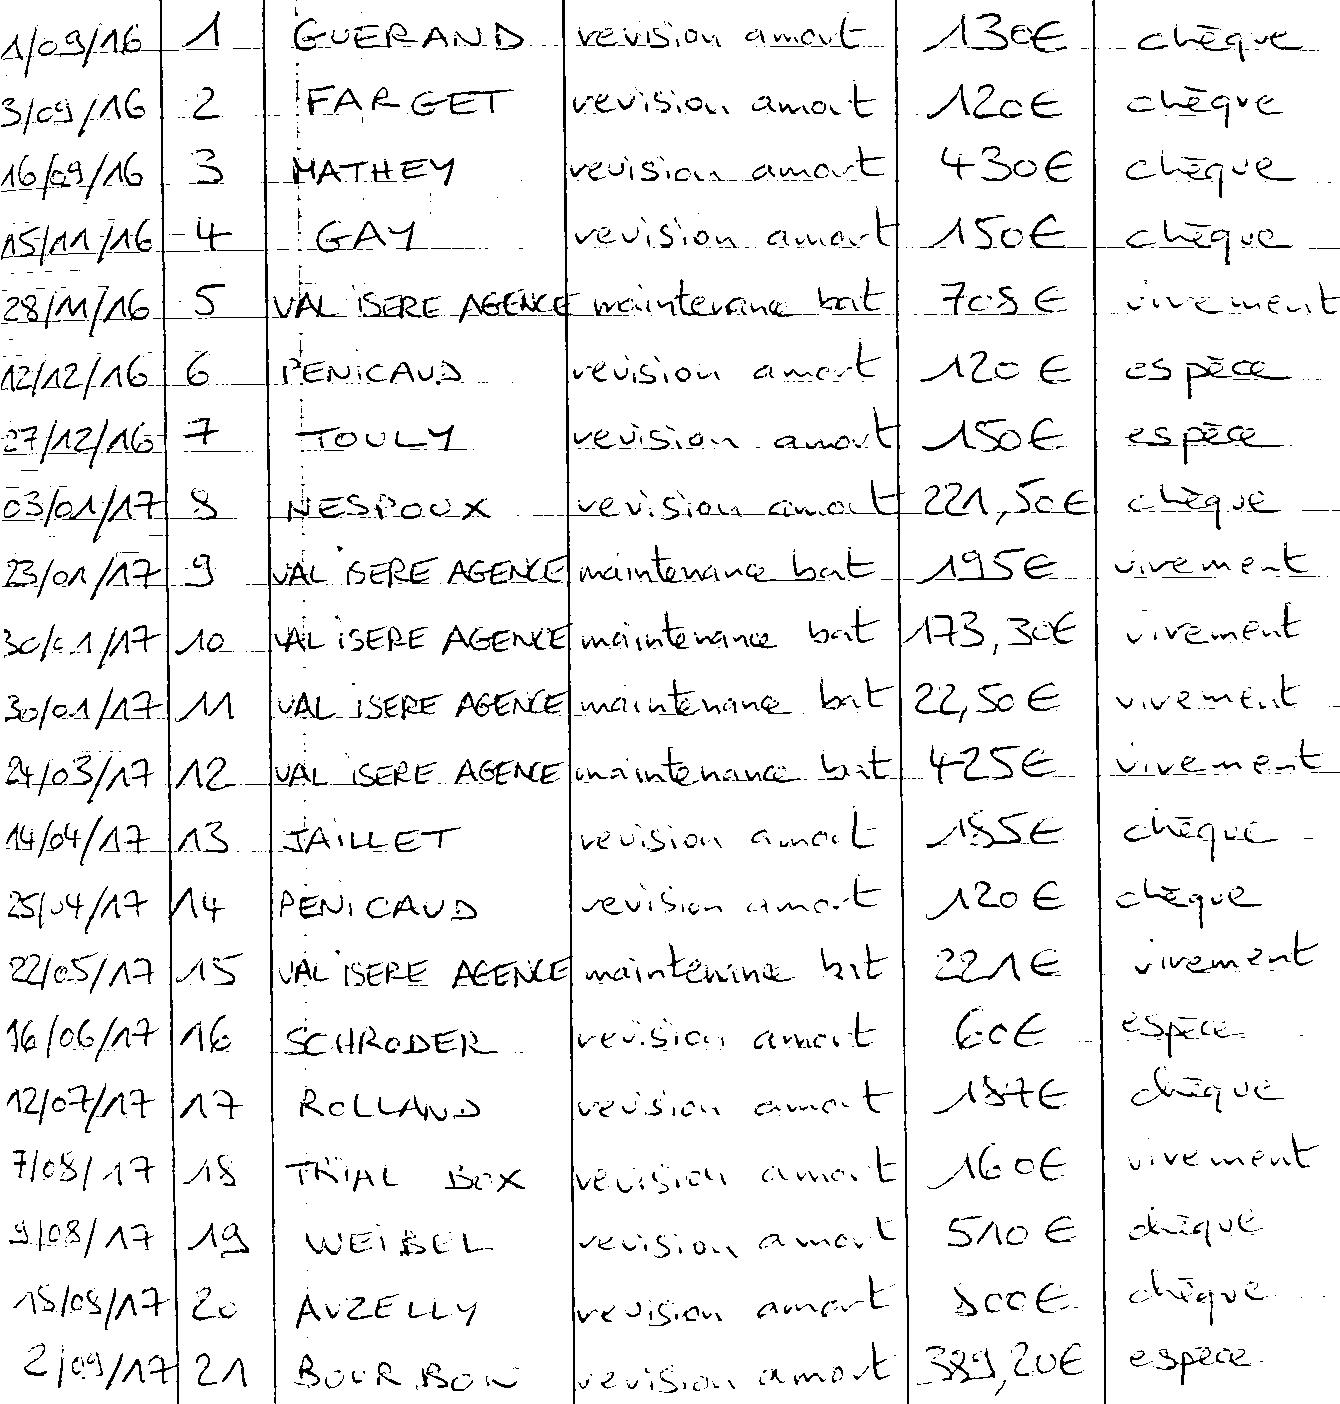 1/09/16 1 GUERAND revision amort 130€ chèque
3/09/16 2 FARGET revision amort 120€ chèque
16/09/16 3 MATHEY revision amort 430€ chèque
15/11/16 4 GAY revision amort 150€ chèque
28/11/16 5 VAL ISERE AGENCE maintenance bat 708€ virement
12/12/16 6 PENICAUD revision amort 120€ espèce
27/12/16 7 TOULY revision amort 150€ espèce
03/01/17 8 NESPOUX revision amort 221,50€ chèque
23/01/17 9 VAL ISERE AGENCE maintenance bat 195€ virement
30/01/17 10 VAL ISERE AGENCE maintenance bat 173,30€ virement
30/01/17 11 VAL ISERE AGENCE maintenance bat 22,50€ virement
24/03/17 12 VAL ISERE AGENCE maintenance bat 425€ virement
14/04/17 13 JAILLET revision amort 185€ chèque
25/04/17 14 PENICAUD revision amort 120€ chèque
22/05/17 15 VAL ISERE AGENCE maintenance bat 221€ virement
16/06/17 16 SCHRODER revision amort 60€ espèce
12/07/17 17 ROLLAND revision amort 187€ chèque
7/08/17 18 TRIAL BOX revision amort 160€ virement
9/08/17 19 WEIBEL revision amort 510€ chèque
18/08/17 20 AUZELLY revision amort 800€ chèque
2/09/17 21 BOURBON revision amort 389,20€ espece